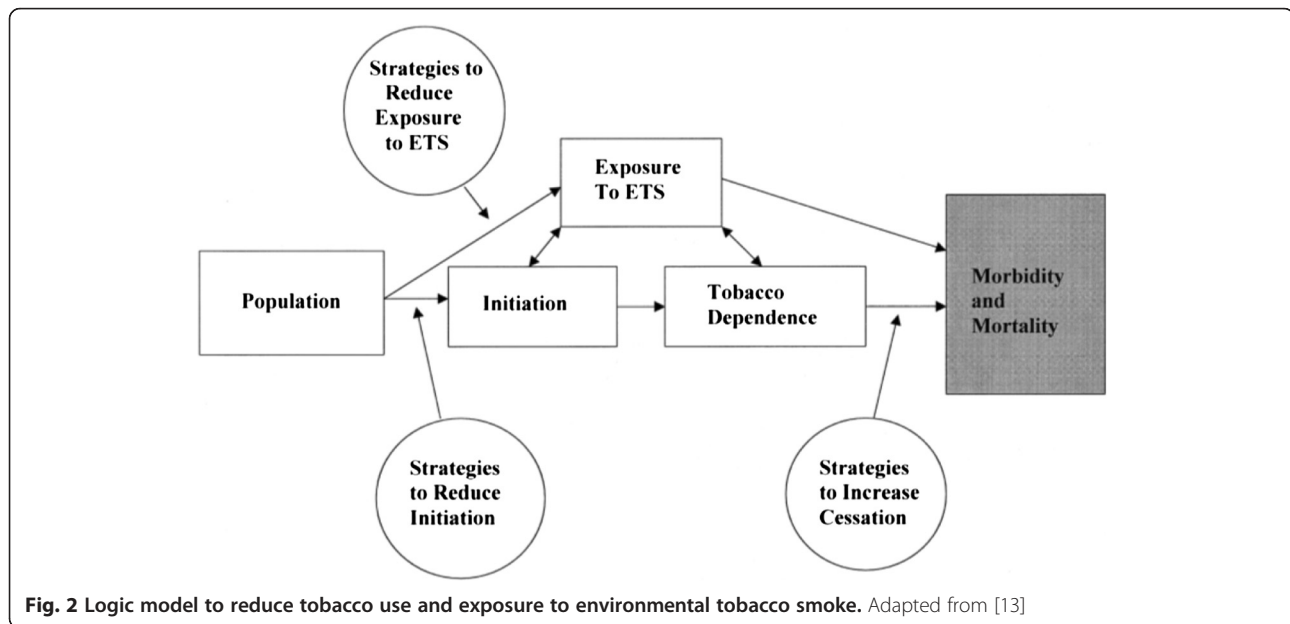 Strategies to
Reduce
Exposure
to ETS
Exposure
To ETS
Population
Initiation
Tobacco
Dependence
Morbidity
and
Mortality
Strategies
to Reduce
Initiation
Strategies
to Increase
Cessation
Fig. 2 Logic model to reduce tobacco use and exposure to environmental tobacco smoke. Adapted from [13]